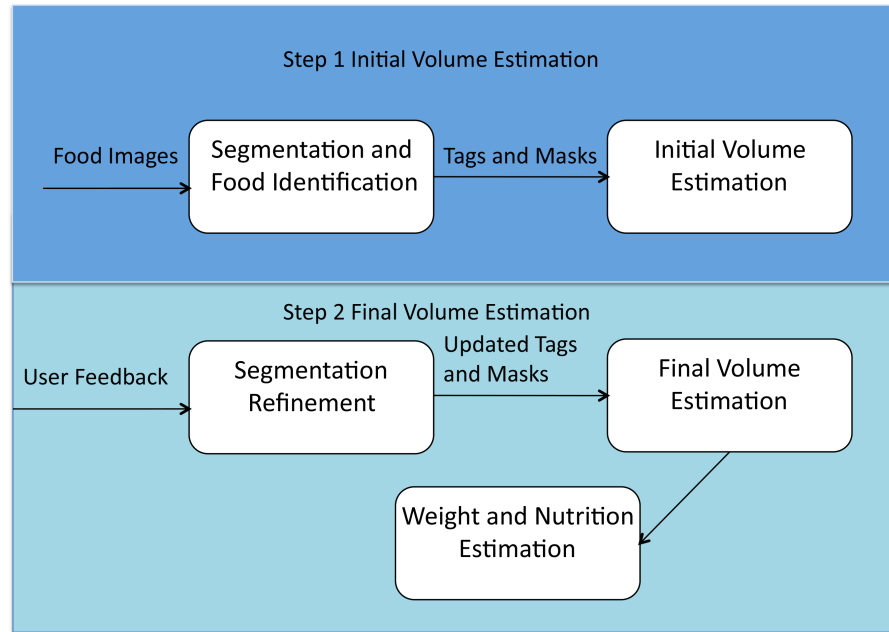 Step 1 Initial Volume Estimation
Food Images
Segmentation and
Food Identification
Tags and Masks
Initial Volume
Estimation
Step 2 Final Volume Estimation
User Feedback
Segmentation
Refinement
Updated Tags
and Masks
Final Volume
Estimation
Weight and Nutrition
Estimation